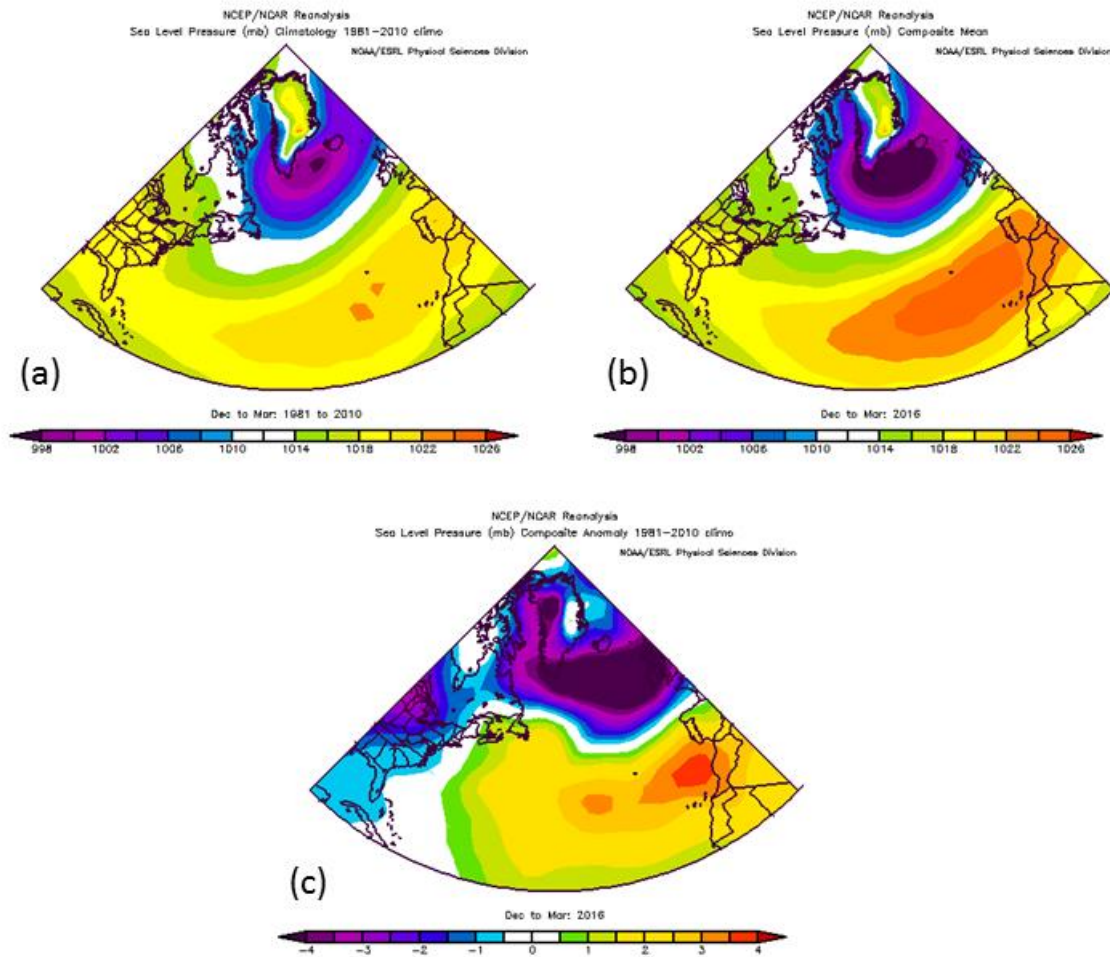 NCEP/NCAR Reanalysis
Sea Level Pressure (mb) Climatology 1981-2010 climo
NOAA/ESRL Physical Sciences Division
(a)
Dec to Mar: 1981 to 2010
998 1002 1006 1010 1014 1018 1022 1026
NCEP/NCAR Reanalysis
Sea Level Pressure (mb) Composite Mean
NOAA/ESRL Physical Sciences Division
(b)
Dec to Mar: 2016
998 1002 1006 1010 1014 1018 1022 1026
NCEP/NCAR Reanalysis
Sea Level Pressure (mb) Composite Anomaly 1981-2010 climo
NOAA/ESRL Physical Sciences Division
(c)
Dec to Mar: 2016
-4 -3 -2 -1 0 1 2 3 4